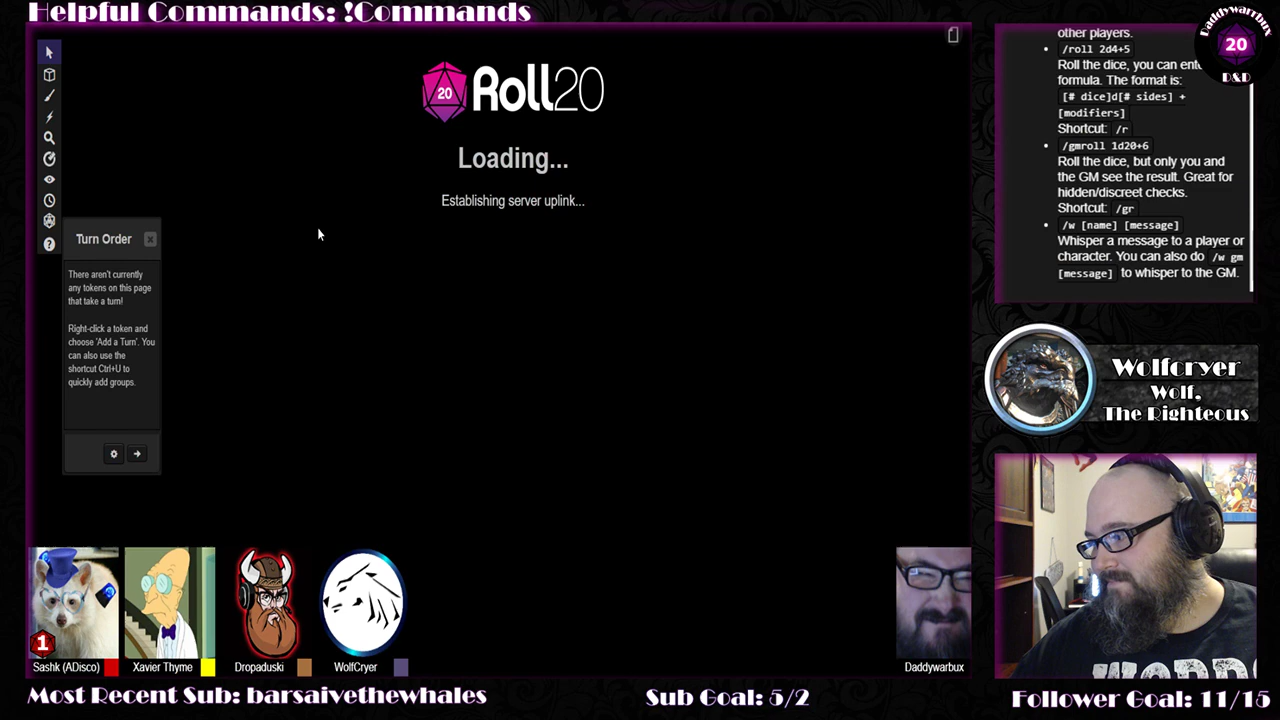 Helpful Commands: !Commands
20
Roll20
Loading...
Establishing server uplink...
Turn Order
There aren't currently
any tokens on this page
that take a turn!
Right-click a token and
choose 'Add a Turn'. You
can also use the
shortcut Ctrl+U to
quickly add groups.
1
Sashk (ADisco)
Xavier Thyme
Dropaduski
WolfCryer
Daddywarbux
other players.
/roll 2d4+5
Roll the dice, you can ente
formula. The format is:
[# dice]d[# sides] +
[modifiers]
Shortcut: /r
/gmroll 1d20+6
Roll the dice, but only you and
the GM see the result. Great for
hidden/discreet checks.
Shortcut: /gr
/w [name] [message]
Whisper a message to a player or
character. You can also do /w gm
[message] to whisper to the GM.
Daddywarrbux
20
D&D
Wolfcryer
Wolf,
The Righteous
Most Recent Sub: barsaivethewhales
Sub Goal: 5/2
Follower Goal: 11/15